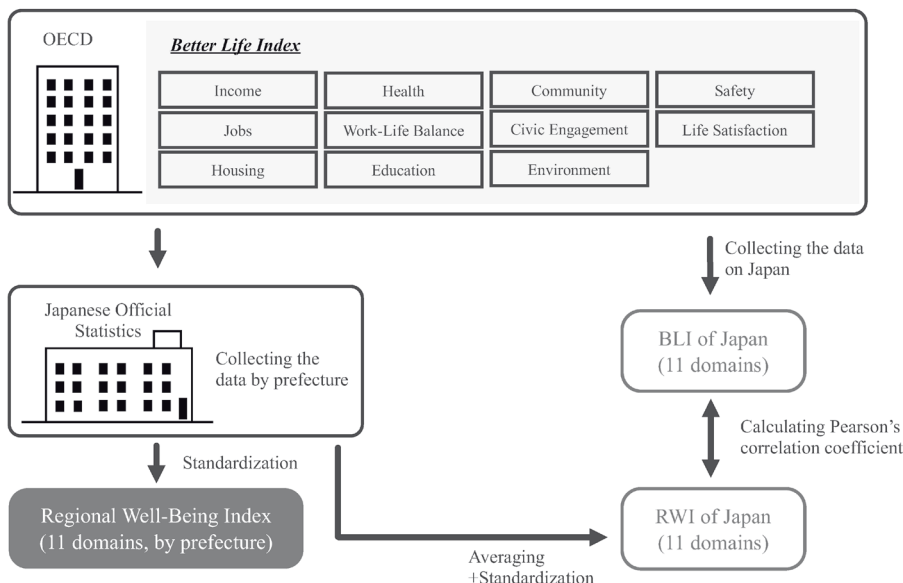 OECD
Better Life Index
Income
Health
Community
Safety
Jobs
Work-Life Balance
Civic Engagement
Life Satisfaction
Housing
Education
Environment
Collecting the data
on Japan
Japanese Official
Statistics
Collecting the
data by prefecture
BLI of Japan
(11 domains)
Calculating Pearson's
correlation coefficient
Standardization
Regional Well-Being Index
(11 domains, by prefecture)
RWI of Japan
(11 domains)
Averaging
+Standardization